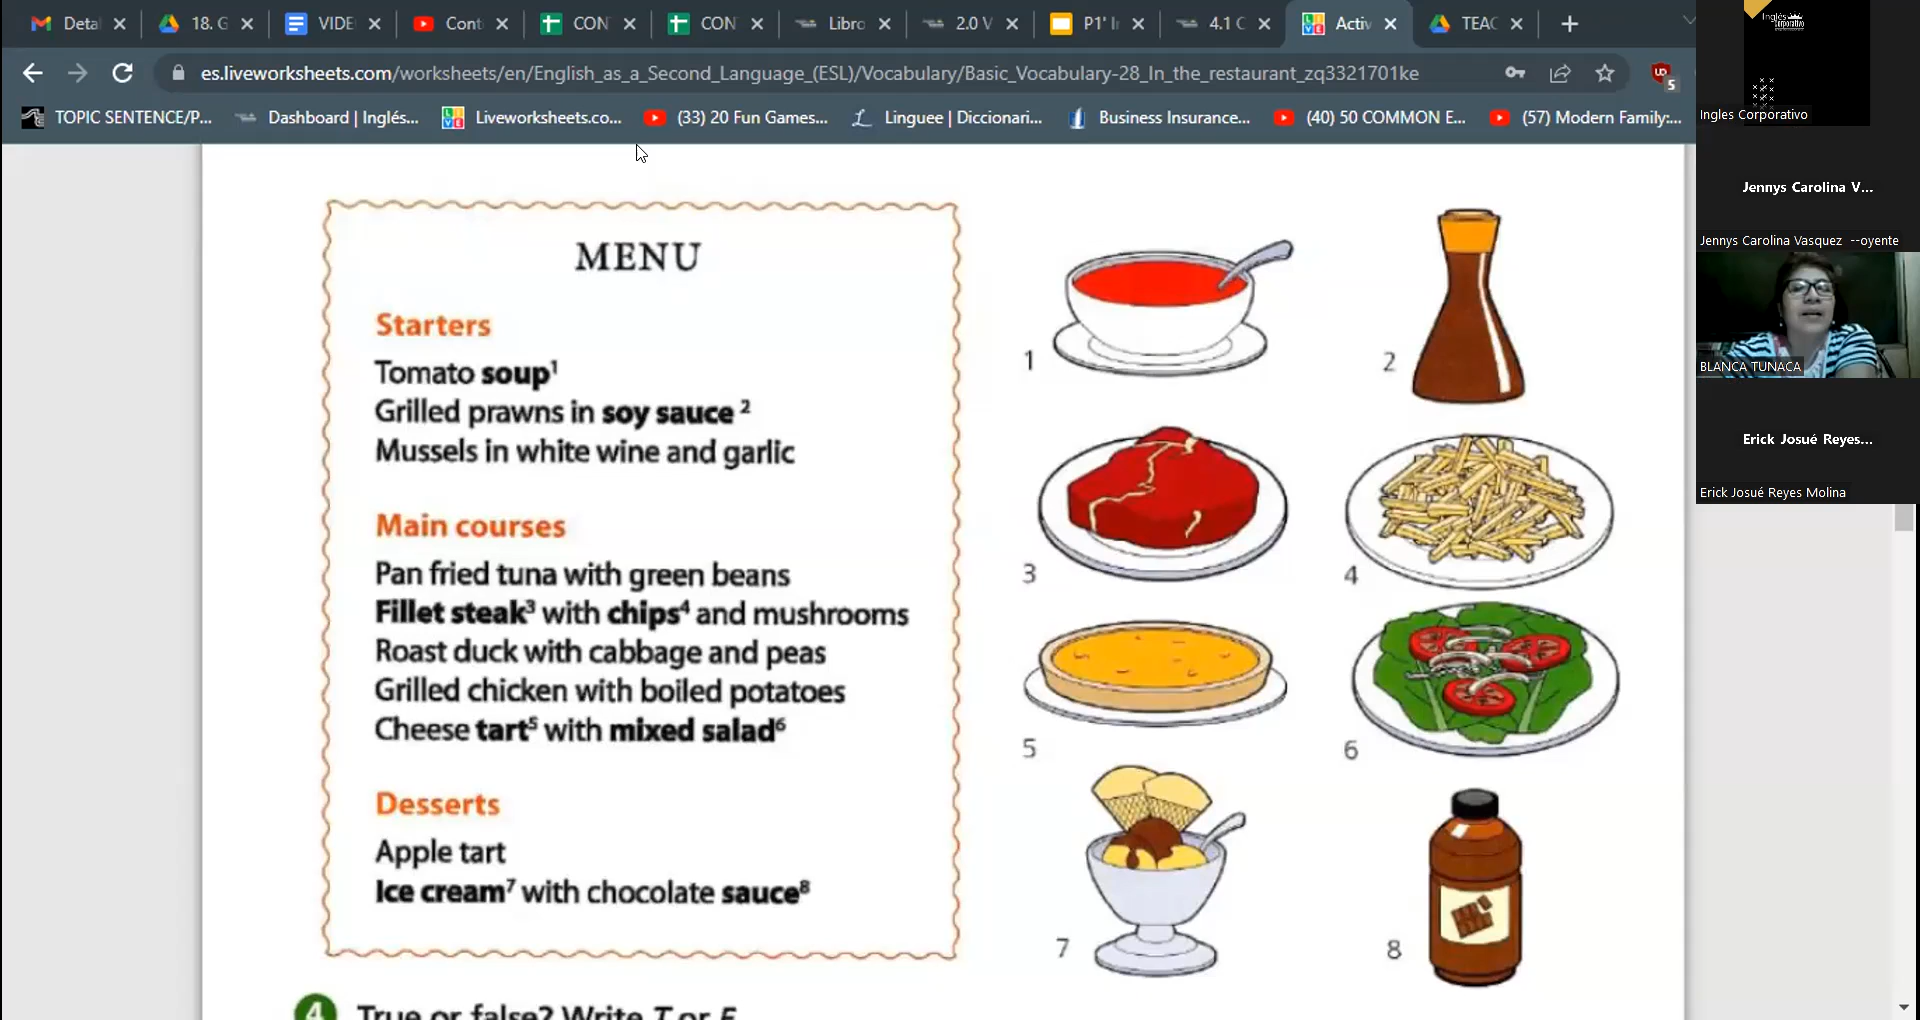 Detal
18. G
VIDE
Cont
CON
CON
Libro
2.0 V
P1' Ir
4.1 C
Activ
TEAC
es.liveworksheets.com/worksheets/en/English_as_a_Second_Language_(ESL)/Vocabulary/Basic_Vocabulary-28_In_the_restaurant_zq3321701ke
5
TOPIC SENTENCE/P...
Dashboard | Inglés...
Liveworksheets.co...
(33) 20 Fun Games...
Linguee | Diccionari...
Business Insurance...
(40) 50 COMMON E...
(57) Modern Family:...
MENU
Starters
Tomato soup¹
Grilled prawns in soy sauce ²
Mussels in white wine and garlic
Main courses
Pan fried tuna with green beans
Fillet steak³ with chips⁴ and mushrooms
Roast duck with cabbage and peas
Grilled chicken with boiled potatoes
Cheese tart⁵ with mixed salad⁶
Desserts
Apple tart
Ice cream⁷ with chocolate sauce⁸
1
2
3
4
5
6
7
8
4 True or false? Write T or F.
Inglés
Corporativo
Ingles Corporativo
Jennys Carolina V...
Jennys Carolina Vasquez --oyente
BLANCA TUNACA
Erick Josué Reyes...
Erick Josué Reyes Molina